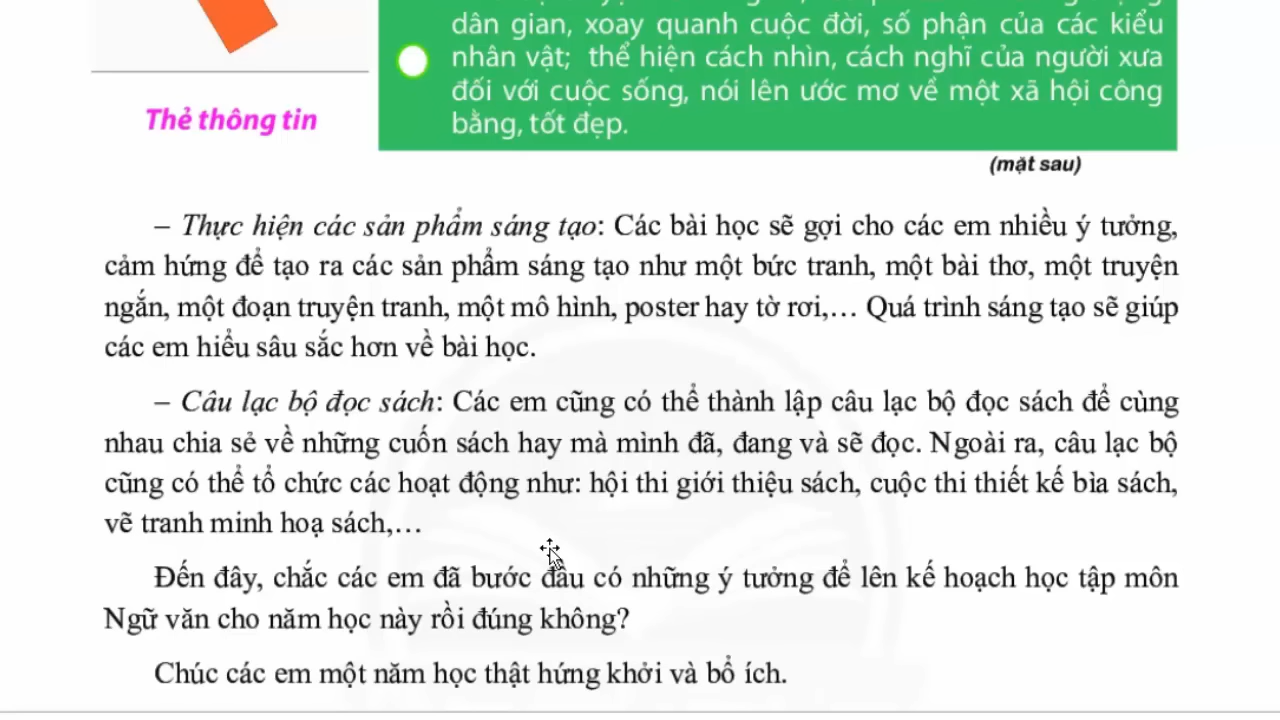 dân gian, xoay quanh cuộc đời, số phận của các kiểu
nhân vật; thể hiện cách nhìn, cách nghĩ của người xưa
đối với cuộc sống, nói lên ước mơ về một xã hội công
bằng, tốt đẹp.
Thẻ thông tin
(mặt sau)
– Thực hiện các sản phẩm sáng tạo: Các bài học sẽ gợi cho các em nhiều ý tưởng,
cảm hứng để tạo ra các sản phẩm sáng tạo như một bức tranh, một bài thơ, một truyện
ngắn, một đoạn truyện tranh, một mô hình, poster hay tờ rơi,... Quá trình sáng tạo sẽ giúp
các em hiểu sâu sắc hơn về bài học.
– Câu lạc bộ đọc sách: Các em cũng có thể thành lập câu lạc bộ đọc sách để cùng
nhau chia sẻ về những cuốn sách hay mà mình đã, đang và sẽ đọc. Ngoài ra, câu lạc bộ
cũng có thể tổ chức các hoạt động như: hội thi giới thiệu sách, cuộc thi thiết kế bìa sách,
vẽ tranh minh hoạ sách,...
Đến đây, chắc các em đã bước đầu có những ý tưởng để lên kế hoạch học tập môn
Ngữ văn cho năm học này rồi đúng không?
Chúc các em một năm học thật hứng khởi và bổ ích.